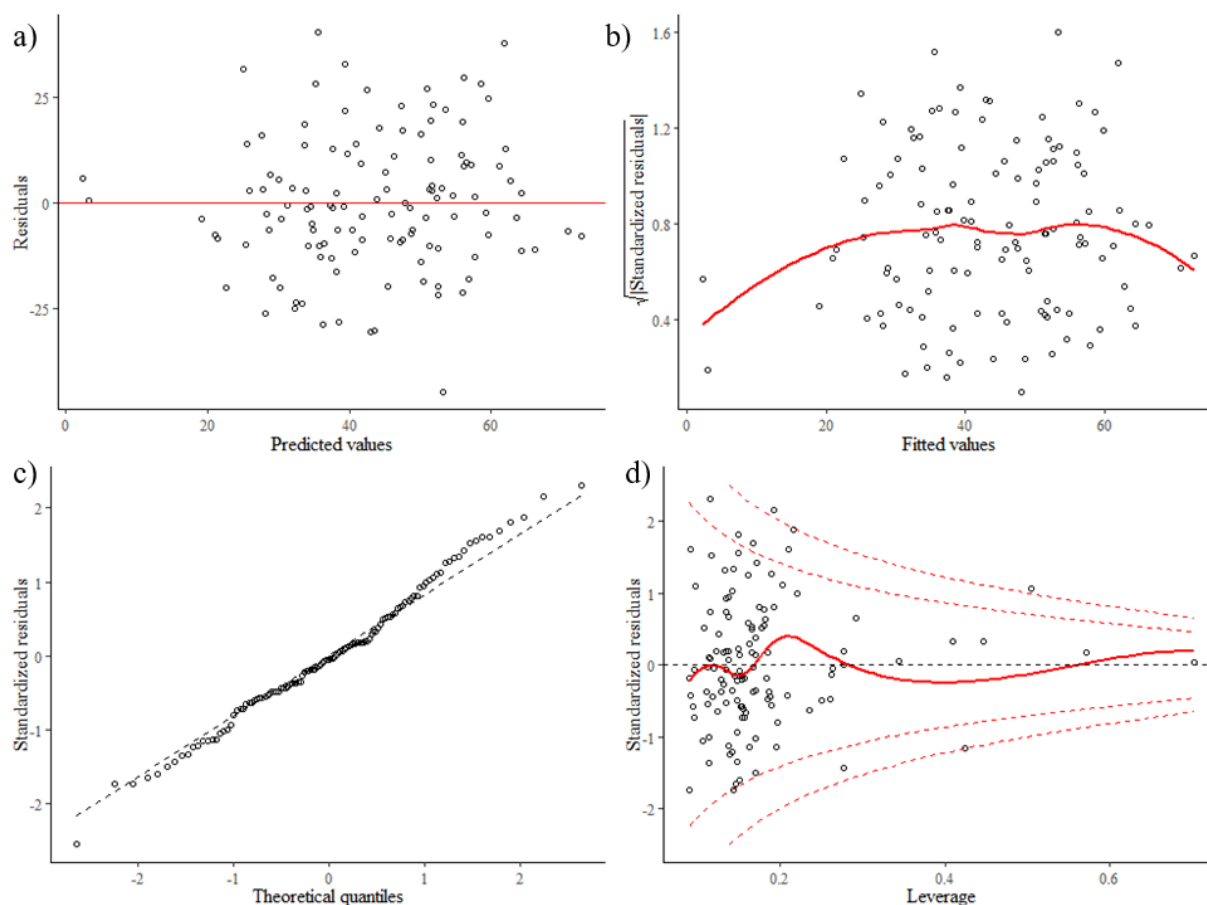 a)
25
0
-25
Residuals
0
20
40
60
Predicted values
b)
1.6
1.2
0.8
0.4
√|Standardized residuals|
0
20
40
60
Fitted values
c)
2
1
0
-1
-2
Standardized residuals
-2
-1
0
1
2
Theoretical quantiles
d)
2
1
0
-1
-2
Standardized residuals
0.2
0.4
0.6
Leverage